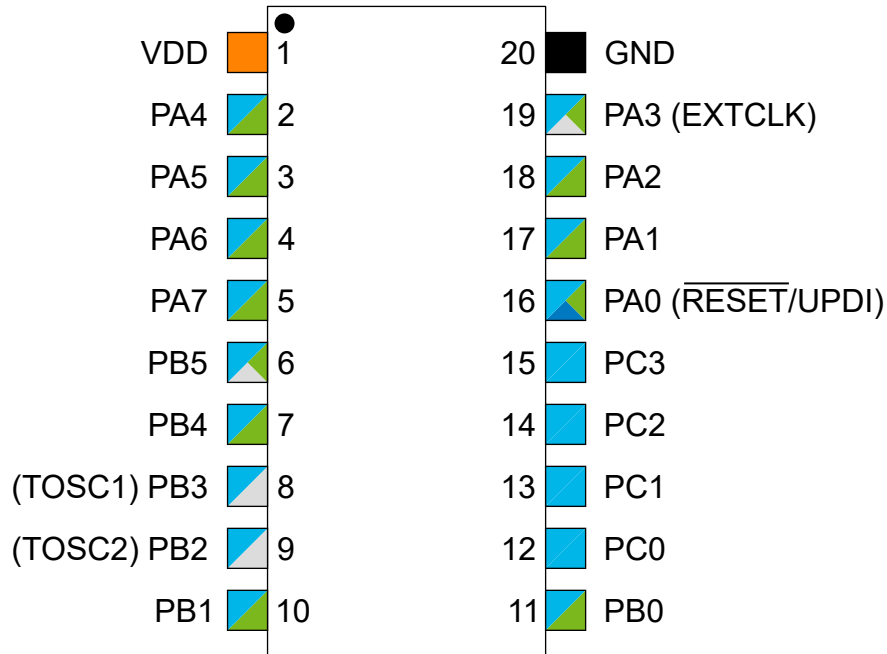 VDD 1 20 GND
PA4 2 19 PA3 (EXTCLK)
PA5 3 18 PA2
PA6 4 17 PA1
PA7 5 16 PA0 (RESET/UPDI)
PB5 6 15 PC3
PB4 7 14 PC2
(TOSC1) PB3 8 13 PC1
(TOSC2) PB2 9 12 PC0
PB1 10 11 PB0